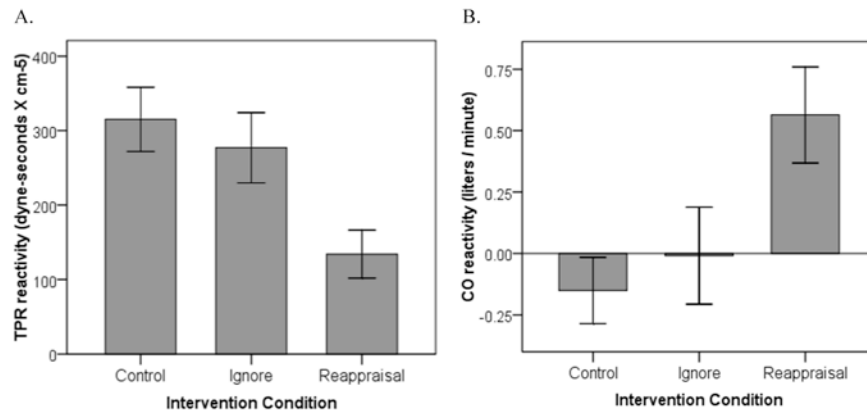 A.
TPR reactivity (dyne-seconds X cm-5)
400
300
200
100
0
Control Ignore Reappraisal
Intervention Condition
B.
CO reactivity (liters / minute)
0.75
0.50
0.25
0.00
-0.25
Control Ignore Reappraisal
Intervention Condition